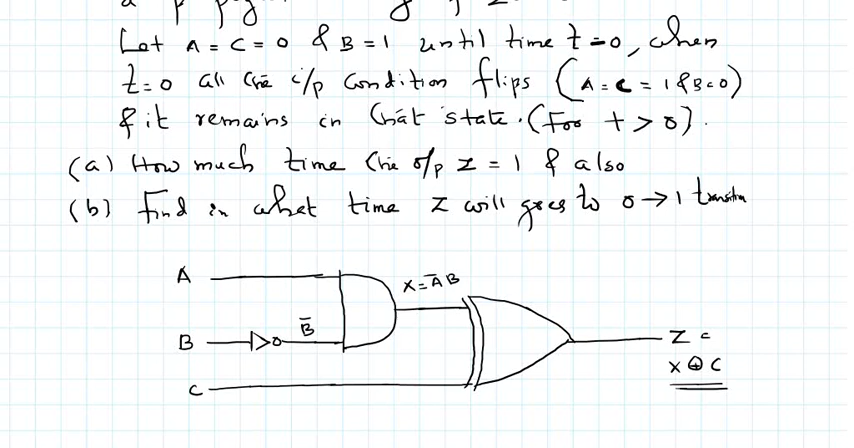 Let A = C = 0 & B = 1 until time t = 0, when
t = 0 all the i/p condition flips (A = C = 1 & B = 0)
& it remains in that state. (For t > 0).
(a) How much time the o/p Z = 1 & also
(b) Find in what time Z will goes to 0 → 1 transition
A
X = A̅ B
B̅
B
Z =
X ⊕ C
C